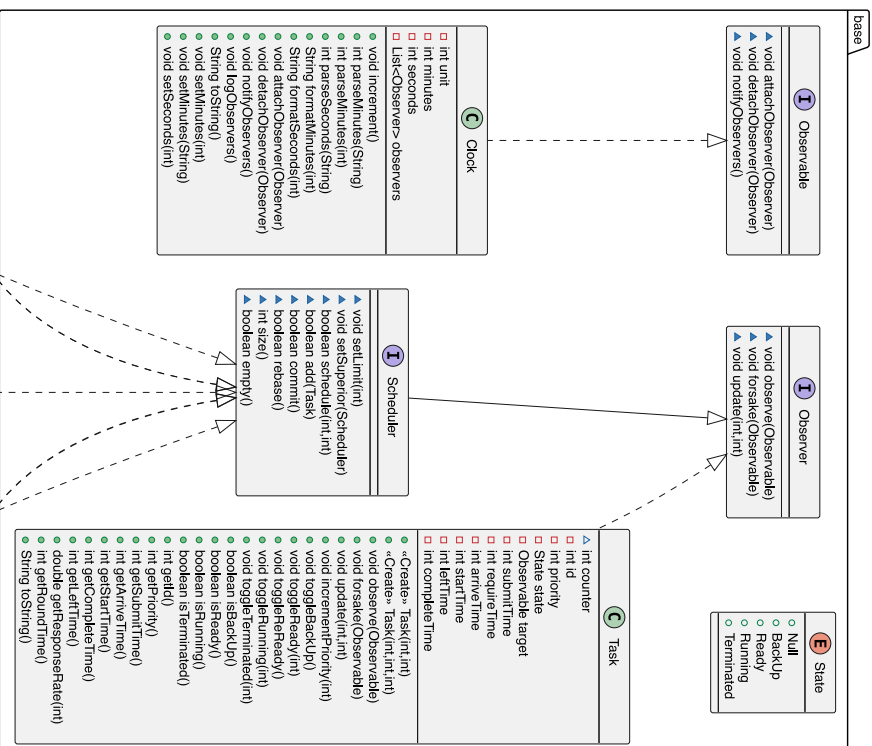 base
I Observable
void attachObserver(Observer)
void detachObserver(Observer)
void notifyObservers()
I Observer
void observe(Observable)
void forsake(Observable)
void update(int,int)
E State
Null
BackUp
Ready
Running
Terminated
C Clock
int unit
int minutes
int seconds
List<Observer> observers
void increment()
int parseMinutes(String)
int parseMinutes(int)
int parseSeconds(String)
String formatMinutes(int)
String formatSeconds(int)
void attachObserver(Observer)
void detachObserver(Observer)
void notifyObservers()
void logObservers()
String toString()
void setMinutes(int)
void setMinutes(String)
void setSeconds(int)
I Scheduler
void setLimit(int)
void setSuperior(Scheduler)
boolean schedule(int,int)
boolean add(Task)
boolean commit()
boolean rebase()
int size()
boolean empty()
C Task
int counter
int id
int priority
State state
Observable target
int submitTime
int requireTime
int arriveTime
int startTime
int leftTime
int completeTime
«Create» Task(int,int)
«Create» Task(int,int,int)
void observe(Observable)
void forsake(Observable)
void update(int,int)
void incrementPriority(int)
void toggleBackUp()
void toggleReady(int)
void toggleReReady()
void toggleRunning(int)
void toggleTerminated(int)
boolean isBackUp()
boolean isReady()
boolean isRunning()
boolean isTerminated()
int getId()
int getPriority()
int getSubmitTime()
int getArriveTime()
int getStartTime()
int getCompleteTime()
int getLeftTime()
double getResponseRate(int)
int getRoundTime()
String toString()